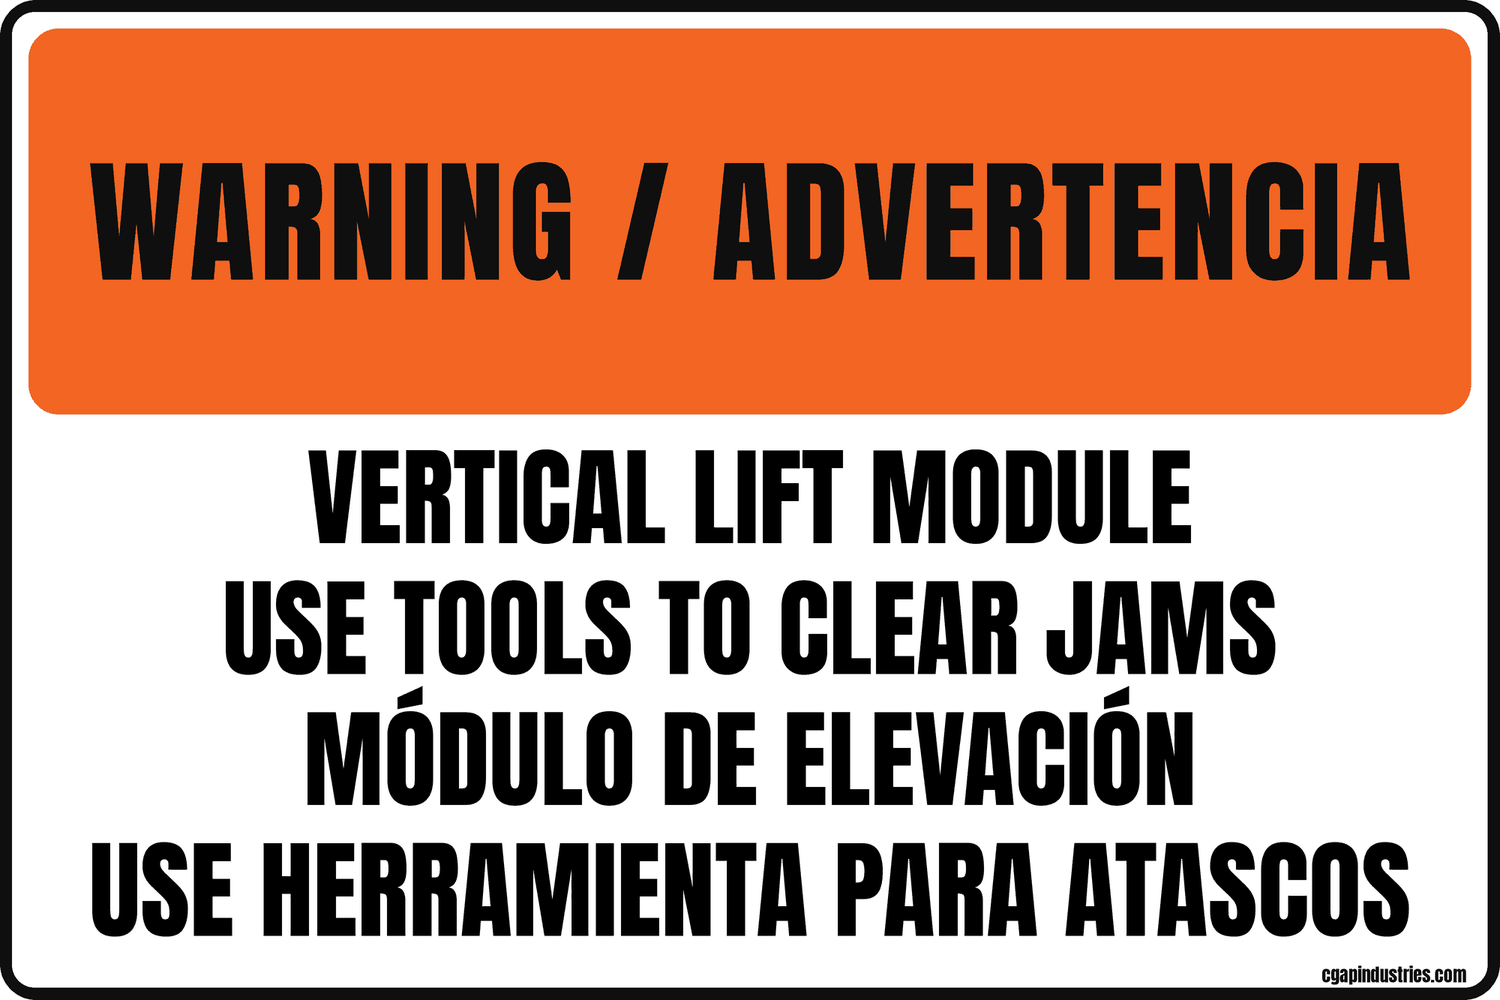 WARNING / ADVERTENCIA
VERTICAL LIFT MODULE
USE TOOLS TO CLEAR JAMS
MÓDULO DE ELEVACIÓN
USE HERRAMIENTA PARA ATASCOS
cgapindustries.com